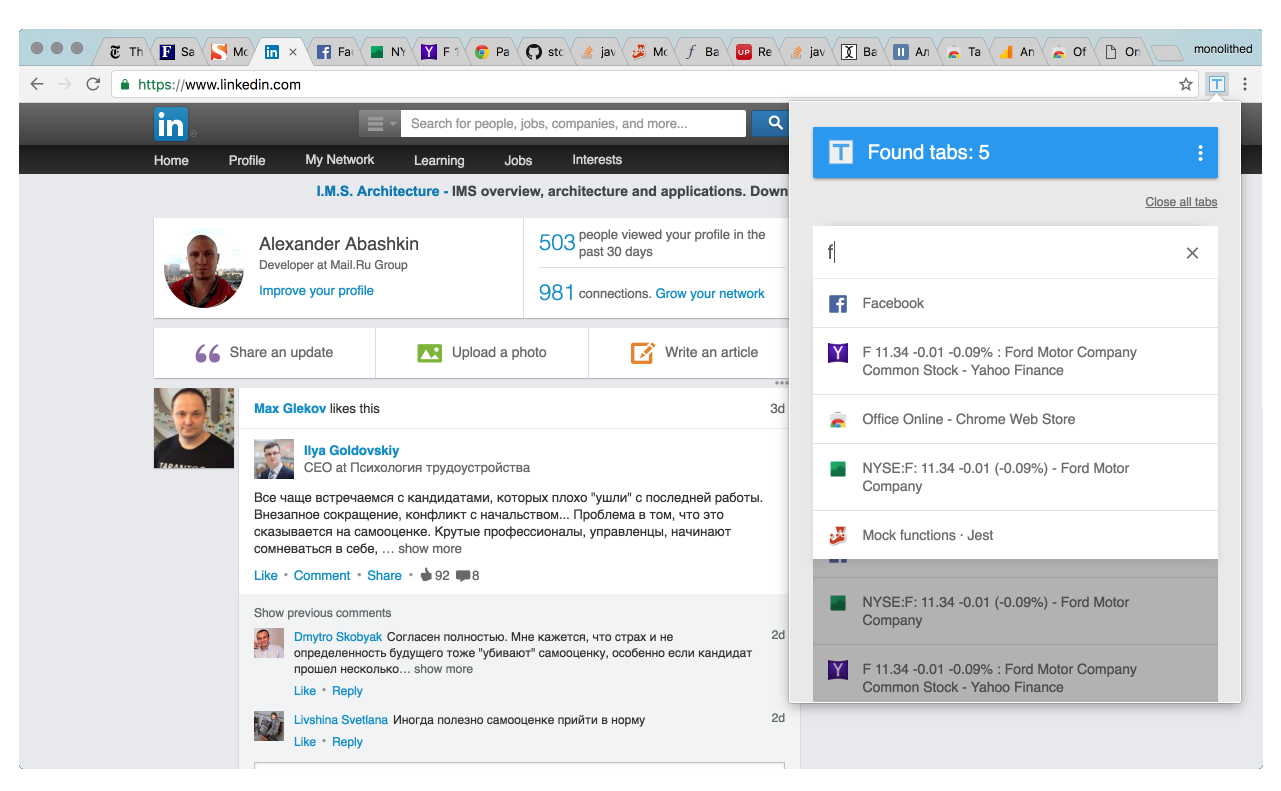 Th
Sa
Mo
Fa
NY
F 1
Pa
sto
jav
Mo
Ba
Re
jav
Ba
Ап
Ta
An
Of
On
monolithed
https://www.linkedin.com
in
Search for people, jobs, companies, and more...
Home Profile My Network Learning Jobs Interests
I.M.S. Architecture - IMS overview, architecture and applications. Down
Alexander Abashkin
Developer at Mail.Ru Group
Improve your profile
503 people viewed your profile in the
past 30 days
981 connections. Grow your network
Share an update
Upload a photo
Write an article
Max Glekov likes this 3d
Ilya Goldovskiy
CEO at Психология трудоустройства
Все чаще встречаемся с кандидатами, которых плохо "ушли" с последней работы.
Внезапное сокращение, конфликт с начальством... Проблема в том, что это
сказывается на самооценке. Крутые профессионалы, управленцы, начинают
сомневаться в себе, … show more
Like • Comment • Share • 92 8
Show previous comments
Dmytro Skobyak Согласен полностью. Мне кажется, что страх и не 2d
определенность будущего тоже "убивают" самооценку, особенно если кандидат
прошел несколько… show more
Like • Reply
Livshina Svetlana Иногда полезно самооценке прийти в норму 2d
Like • Reply
T Found tabs: 5
Close all tabs
f
Facebook
F 11.34 -0.01 -0.09% : Ford Motor Company
Common Stock - Yahoo Finance
Office Online - Chrome Web Store
NYSE:F: 11.34 -0.01 (-0.09%) - Ford Motor
Company
Mock functions · Jest
NYSE:F: 11.34 -0.01 (-0.09%) - Ford Motor
Company
F 11.34 -0.01 -0.09% : Ford Motor Company
Common Stock - Yahoo Finance